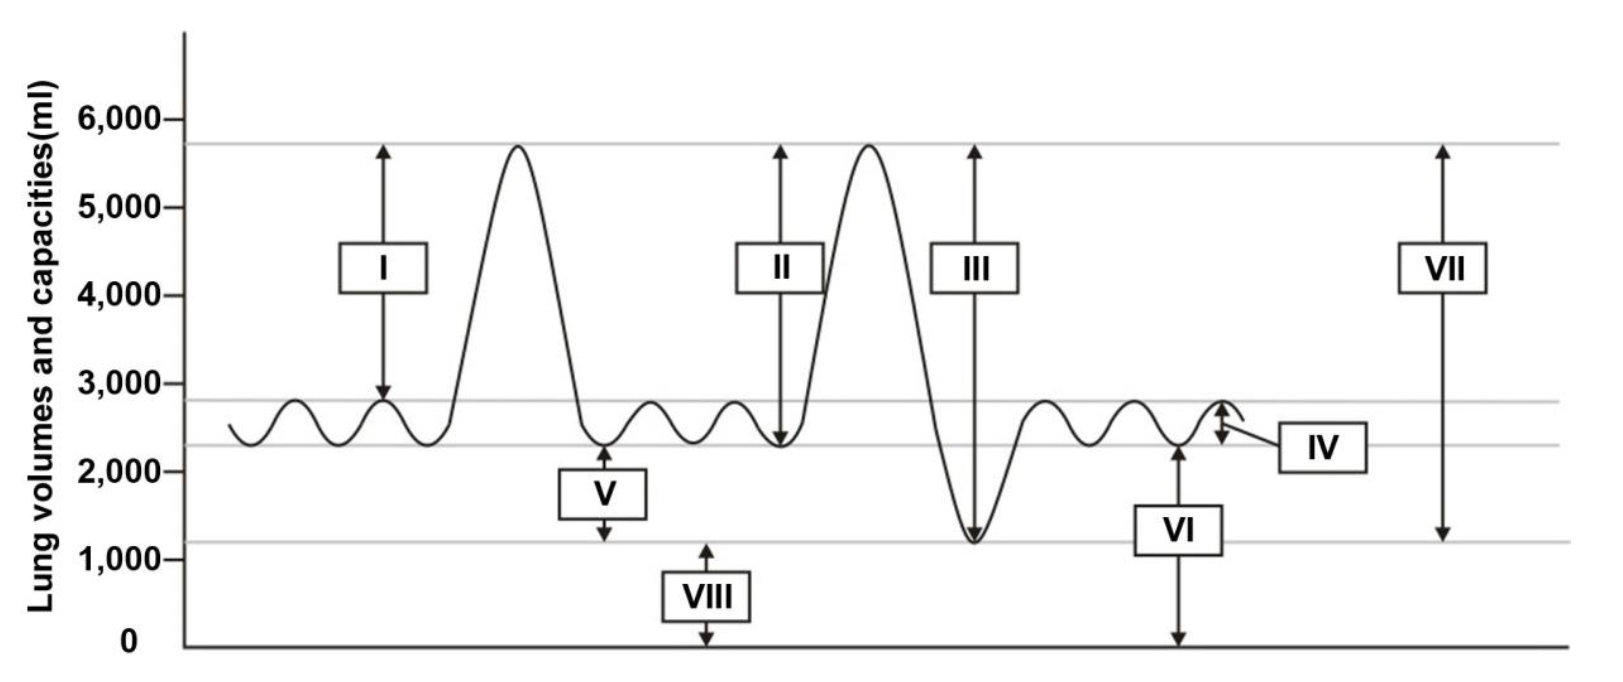 Lung volumes and capacities(ml)
6,000
5,000
4,000
3,000
2,000
1,000
0
I
II
III
VII
IV
V
VI
VIII